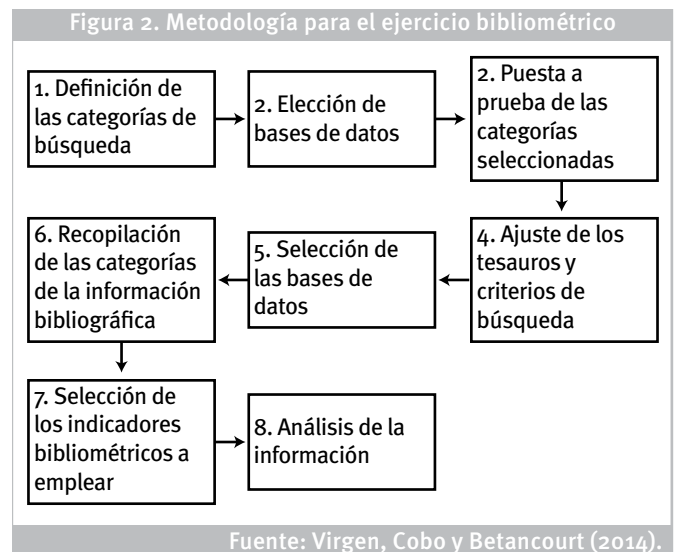 Figura 2. Metodología para el ejercicio bibliométrico
1. Definición de
las categorías de
búsqueda
2. Elección de
bases de datos
2. Puesta a
prueba de las
categorías
seleccionadas
4. Ajuste de los
tesauros y
criterios de
búsqueda
5. Selección de
las bases de
datos
6. Recopilación
de las categorías
de la información
bibliográfica
7. Selección de
los indicadores
bibliométricos a
emplear
8. Análisis de la
información
Fuente: Virgen, Cobo y Betancourt (2014).